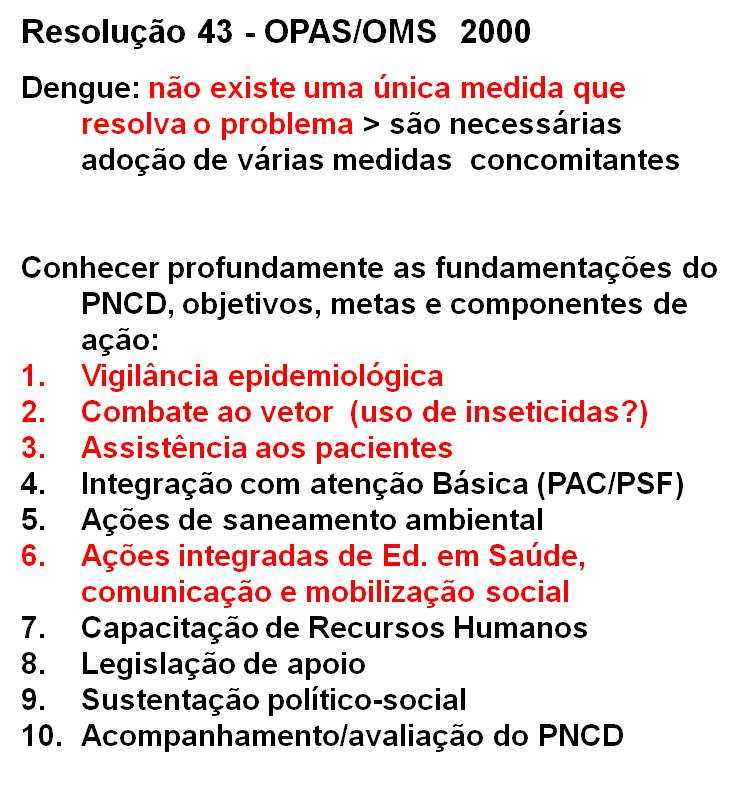 Resolução 43 - OPAS/OMS 2000
Dengue: não existe uma única medida que
resolva o problema > são necessárias
adoção de várias medidas concomitantes
Conhecer profundamente as fundamentações do
PNCD, objetivos, metas e componentes de
ação:
1. Vigilância epidemiológica
2. Combate ao vetor (uso de inseticidas?)
3. Assistência aos pacientes
4. Integração com atenção Básica (PAC/PSF)
5. Ações de saneamento ambiental
6. Ações integradas de Ed. em Saúde,
comunicação e mobilização social
7. Capacitação de Recursos Humanos
8. Legislação de apoio
9. Sustentação político-social
10. Acompanhamento/avaliação do PNCD